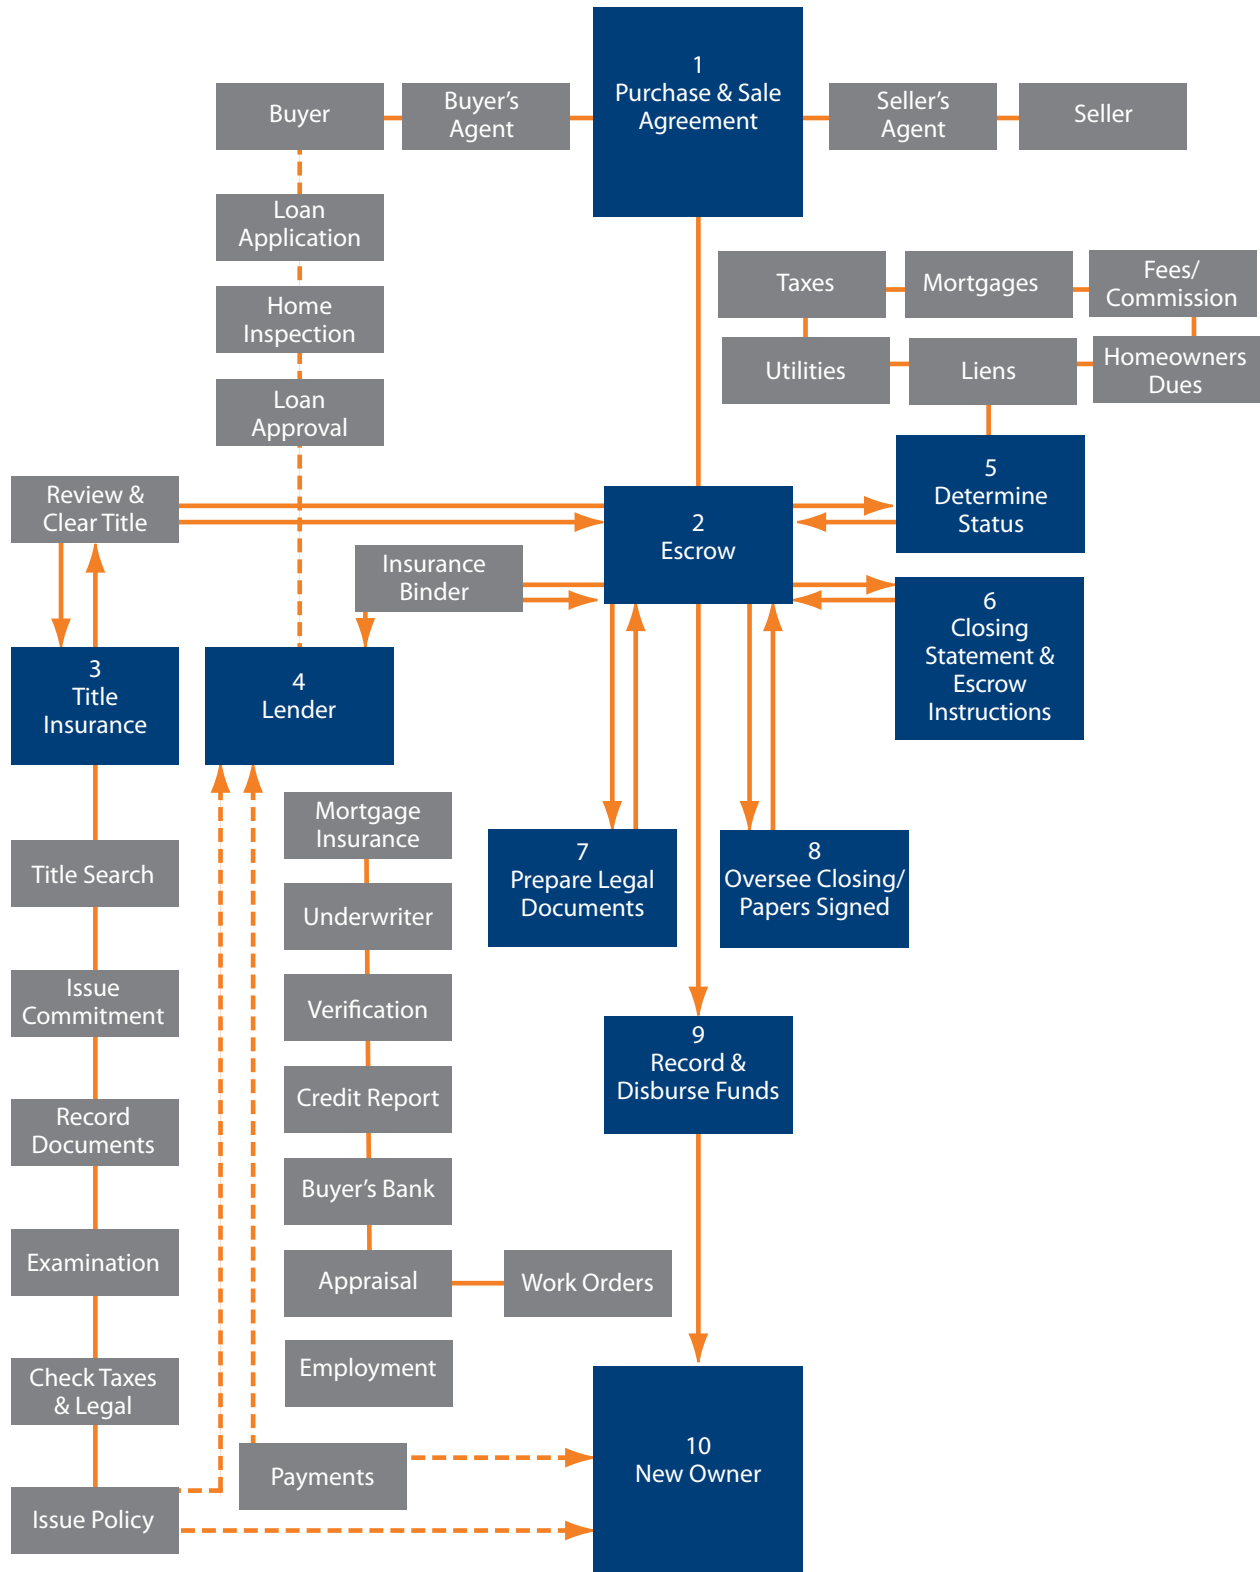 1
Purchase & Sale
Agreement
Buyer
Buyer's
Agent
Seller's
Agent
Seller
Loan
Application
Home
Inspection
Loan
Approval
Taxes
Mortgages
Fees/
Commission
Utilities
Liens
Homeowners
Dues
Review &
Clear Title
2
Escrow
5
Determine
Status
Insurance
Binder
6
Closing
Statement &
Escrow
Instructions
3
Title
Insurance
4
Lender
Mortgage
Insurance
Underwriter
Verification
Credit Report
Buyer's Bank
Appraisal
Work Orders
Employment
7
Prepare Legal
Documents
8
Oversee Closing/
Papers Signed
Title Search
Issue
Commitment
Record
Documents
Examination
Check Taxes
& Legal
Issue Policy
9
Record &
Disburse Funds
Payments
10
New Owner